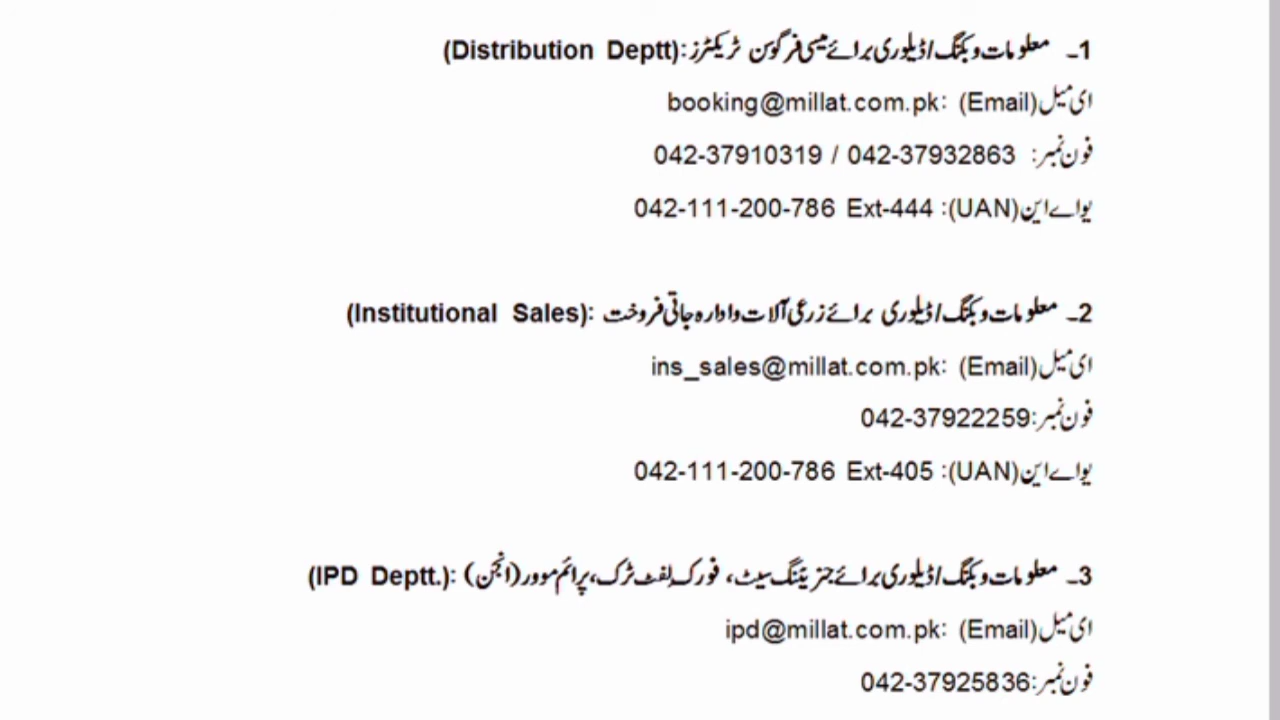 1۔ معلومات و بکنگ / ڈیلوری برائے میسی فرگوسن ٹریکٹرز:(Distribution Deptt)
ای میل(Email) :booking@millat.com.pk
فون نمبر: 042-37910319 / 042-37932863
یو اے این(UAN): 042-111-200-786 Ext-444
2۔ معلومات و بکنگ / ڈیلوری برائے زرعی آلات و ادارہ جاتی فروخت :(Institutional Sales)
ای میل(Email) :ins_sales@millat.com.pk
فون نمبر:042-37922259
یو اے این(UAN): 042-111-200-786 Ext-405
3۔ معلومات و بکنگ / ڈیلوری برائے جنریٹنگ سیٹ، فورک لفٹ ٹرک، پرائم موور (انجن) :(IPD Deptt.)
ای میل(Email) :ipd@millat.com.pk
فون نمبر:042-37925836